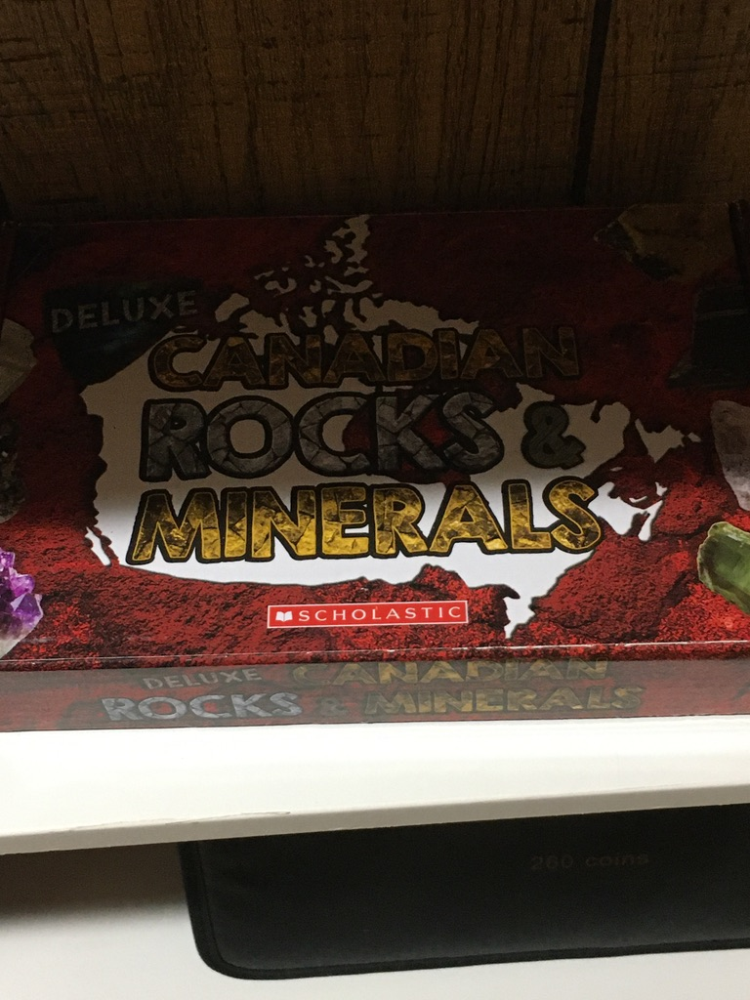 DELUXE
CANADIAN
ROCKS &
MINERALS
SCHOLASTIC
DELUXE CANADIAN
ROCKS & MINERALS
260 coins